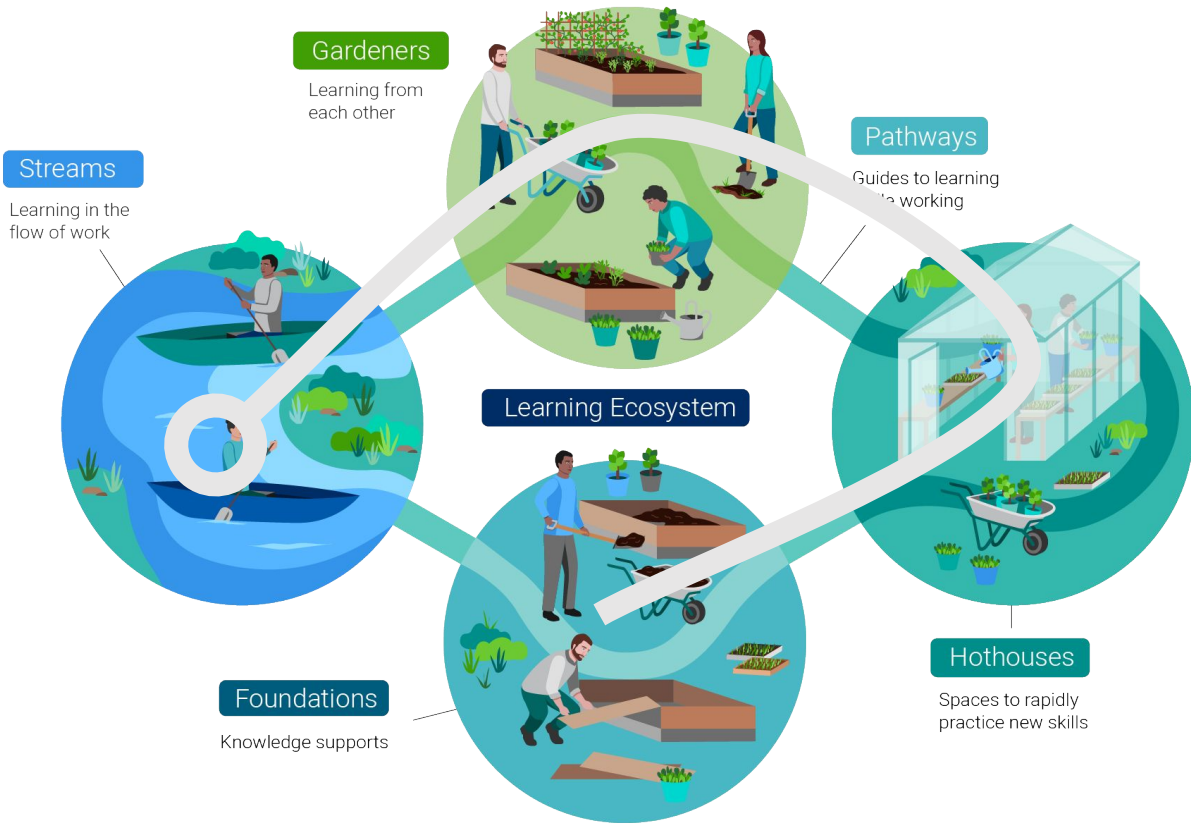 Gardeners
Learning from
each other
Streams
Learning in the
flow of work
Pathways
Guides to learning
working
Learning Ecosystem
Foundations
Knowledge supports
Hothouses
Spaces to rapidly
practice new skills